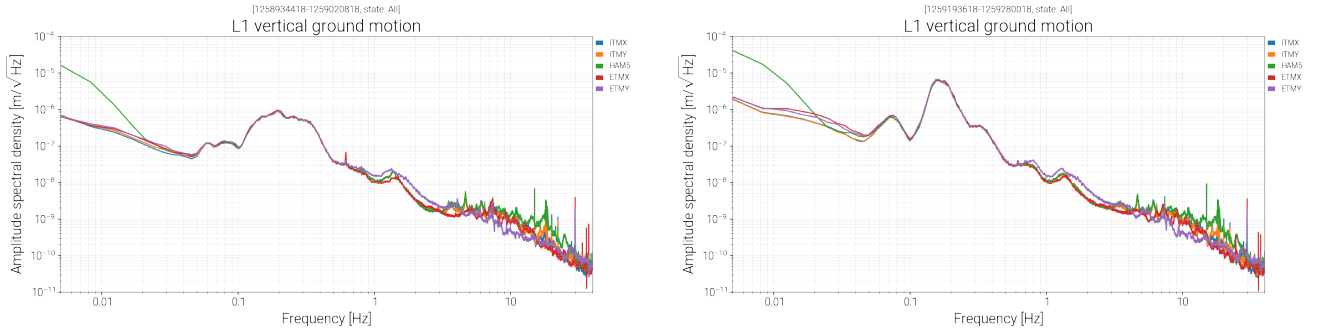 [1258934418-1259020818, state: All]
L1 vertical ground motion
10⁻⁴
10⁻⁵
10⁻⁶
10⁻⁷
10⁻⁸
10⁻⁹
10⁻¹⁰
10⁻¹¹
Amplitude spectral density [m/√Hz]
0.01
0.1
1
10
Frequency [Hz]
ITMX
ITMY
HAM5
ETMX
ETMY
[1259193618-1259280018, state: All]
L1 vertical ground motion
10⁻⁴
10⁻⁵
10⁻⁶
10⁻⁷
10⁻⁸
10⁻⁹
10⁻¹⁰
10⁻¹¹
Amplitude spectral density [m/√Hz]
0.01
0.1
1
10
Frequency [Hz]
ITMX
ITMY
HAM5
ETMX
ETMY